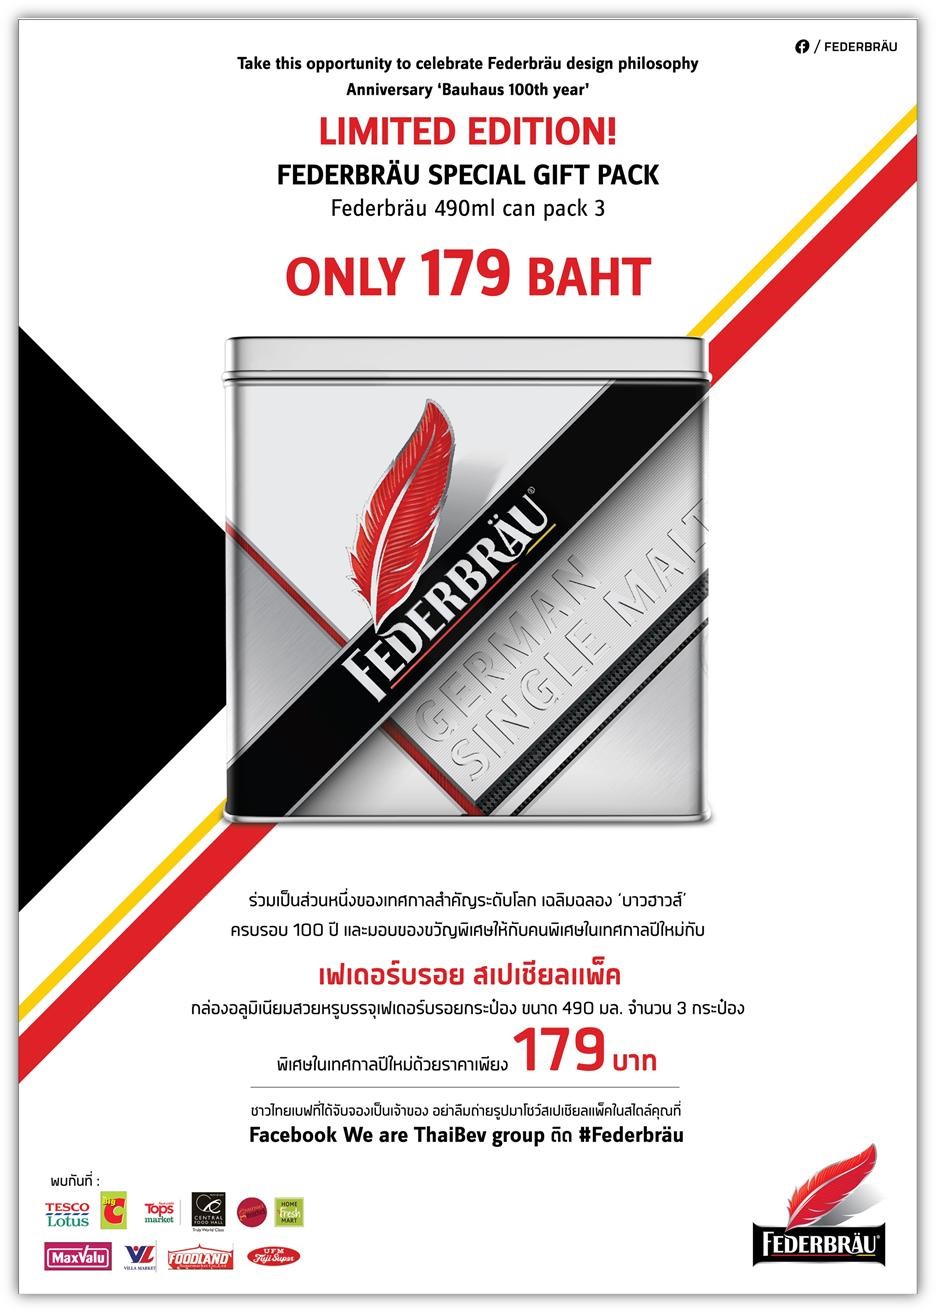 / FEDERBRÄU
Take this opportunity to celebrate Federbräu design philosophy
Anniversary ‘Bauhaus 100th year’
LIMITED EDITION!
FEDERBRÄU SPECIAL GIFT PACK
Federbräu 490ml can pack 3
ONLY 179 BAHT
FEDERBRÄU®
GERMAN
SINGLE MALT
ร่วมเป็นส่วนหนึ่งของเทศกาลสำคัญระดับโลก เฉลิมฉลอง ‘บาวฮาวส์’
ครบรอบ 100 ปี และมอบของขวัญพิเศษให้กับคนพิเศษในเทศกาลปีใหม่กับ
เฟเดอร์บรอย สเปเชียลแพ็ค
กล่องอลูมิเนียมสวยหรูบรรจุเฟเดอร์บรอยกระป๋อง ขนาด 490 มล. จำนวน 3 กระป๋อง
พิเศษในเทศกาลปีใหม่ด้วยราคาเพียง 179 บาท
ชาวไทยเบฟที่ได้จับจองเป็นเจ้าของ อย่าลืมถ่ายรูปมาโชว์สเปเชียลแพ็คในสไตล์คุณที่
Facebook We are ThaiBev group ติด #Federbräu
พบกันที่ :
TESCO
Lotus
Big
C
Tops
market
CENTRAL
FOOD HALL
Truly World Class
HOME
Fresh
MART
MaxValu
VILLA MARKET
FOODLAND
UFM
Fuji Super
FEDERBRÄU®